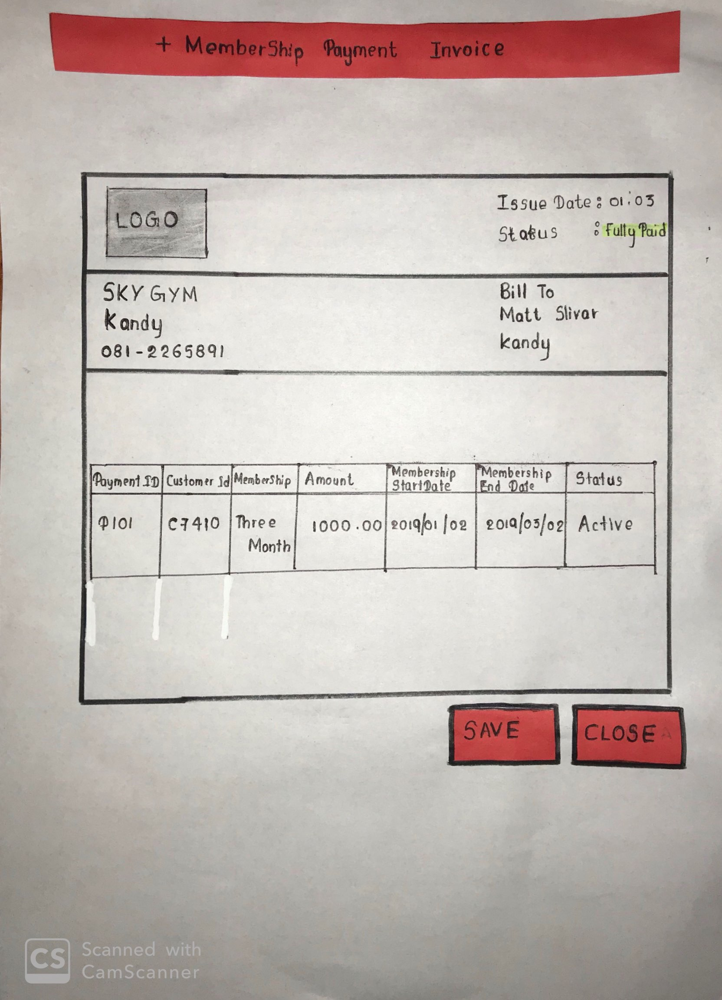 + MemberShip Payment Invoice
LOGO
Issue Date : 01:03
Status : Fully Paid
SKY GYM
Kandy
081-2265891
Bill To
Matt Slivar
kandy
Payment ID Customer Id MemberShip Amount Membership StartDate Membership End Date Status
P101 C7410 Three Month 1000.00 2019/01/02 2019/03/02 Active
SAVE CLOSE
CS Scanned with
CamScanner